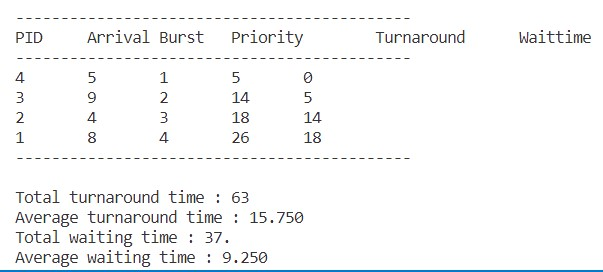 -------------------------------------------
PID Arrival Burst Priority Turnaround Waittime
-------------------------------------------
4 5 1 5 0
3 9 2 14 5
2 4 3 18 14
1 8 4 26 18
-------------------------------------------
Total turnaround time : 63
Average turnaround time : 15.750
Total waiting time : 37.
Average waiting time : 9.250